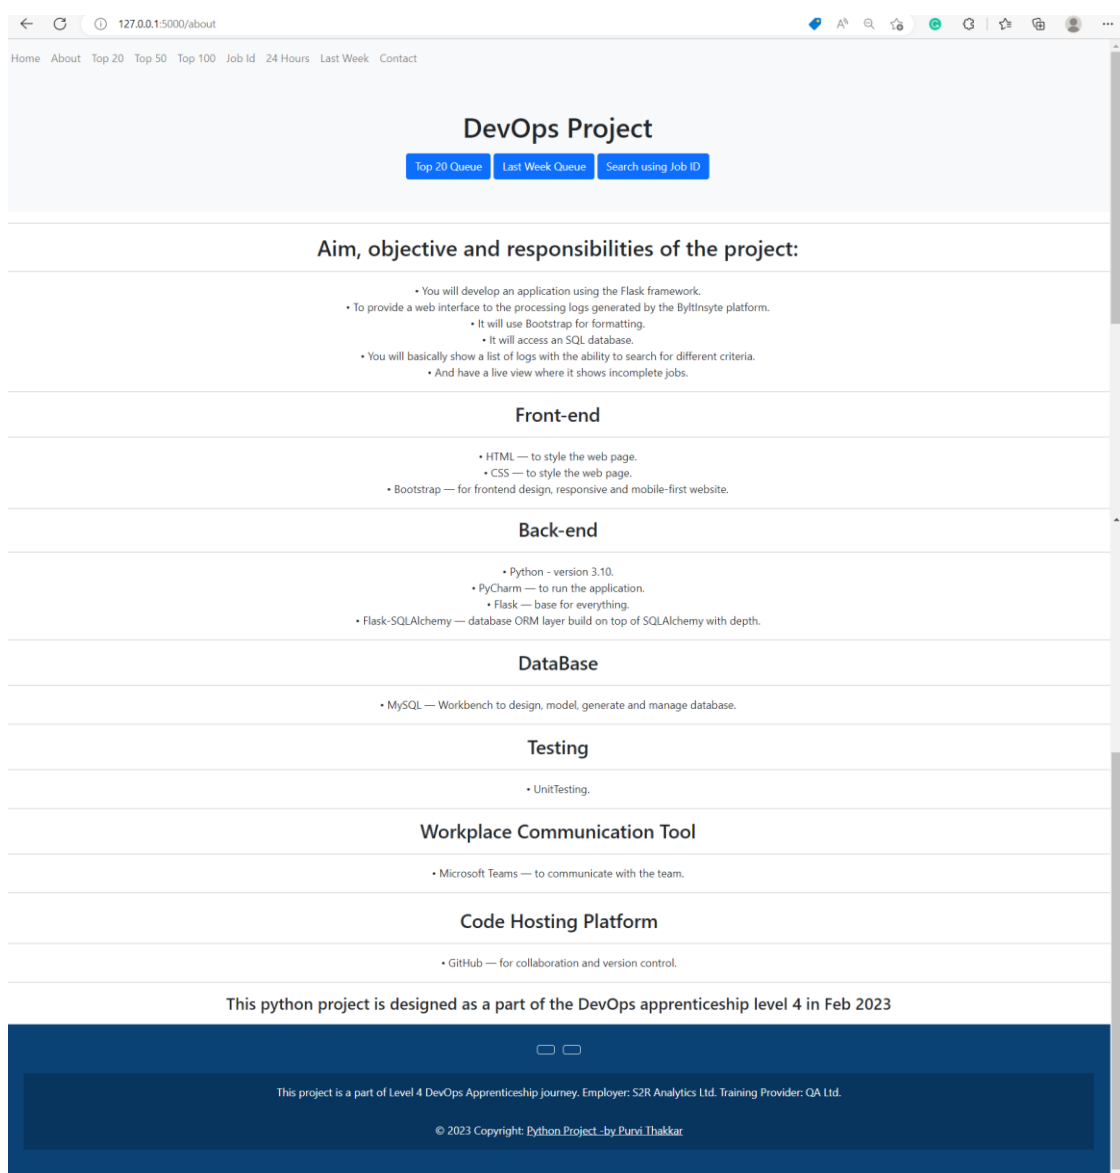 127.0.0.1:5000/about
Home About Top 20 Top 50 Top 100 Job Id 24 Hours Last Week Contact
DevOps Project
Top 20 Queue Last Week Queue Search using Job ID
Aim, objective and responsibilities of the project:
• You will develop an application using the Flask framework.
• To provide a web interface to the processing logs generated by the ByItInsyte platform.
• It will use Bootstrap for formatting.
• It will access an SQL database.
• You will basically show a list of logs with the ability to search for different criteria.
• And have a live view where it shows incomplete jobs.
Front-end
• HTML — to style the web page.
• CSS — to style the web page.
• Bootstrap — for frontend design, responsive and mobile-first website.
Back-end
• Python - version 3.10.
• PyCharm — to run the application.
• Flask — base for everything.
• Flask-SQLAlchemy — database ORM layer build on top of SQLAlchemy with depth.
DataBase
• MySQL — Workbench to design, model, generate and manage database.
Testing
• UnitTesting.
Workplace Communication Tool
• Microsoft Teams — to communicate with the team.
Code Hosting Platform
• GitHub — for collaboration and version control.
This python project is designed as a part of the DevOps apprenticeship level 4 in Feb 2023
This project is a part of Level 4 DevOps Apprenticeship journey. Employer: S2R Analytics Ltd. Training Provider: QA Ltd.
© 2023 Copyright: Python Project -by Purvi Thakkar